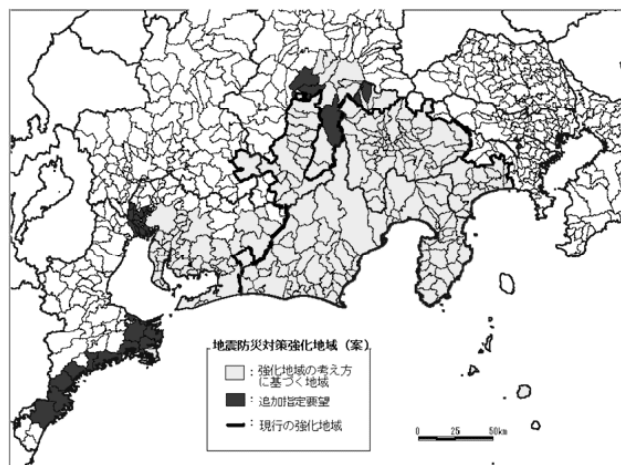 地震防災対策強化地域（案）
：強化地域の考え方
に基づく地域
：追加指定要望
：現行の強化地域
0 25 50km